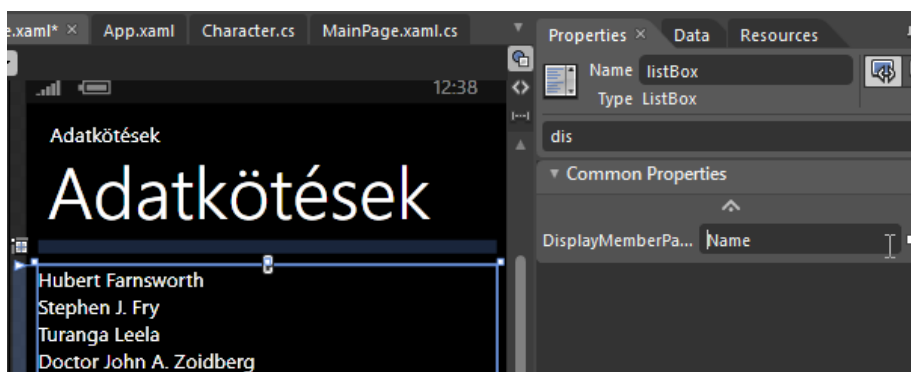 e.xaml* × App.xaml Character.cs MainPage.xaml.cs
12:38
Adatkötések
Adatkötések
Hubert Farnsworth
Stephen J. Fry
Turanga Leela
Doctor John A. Zoidberg
Properties × Data Resources
Name listBox
Type ListBox
dis
Common Properties
DisplayMemberPa... Name